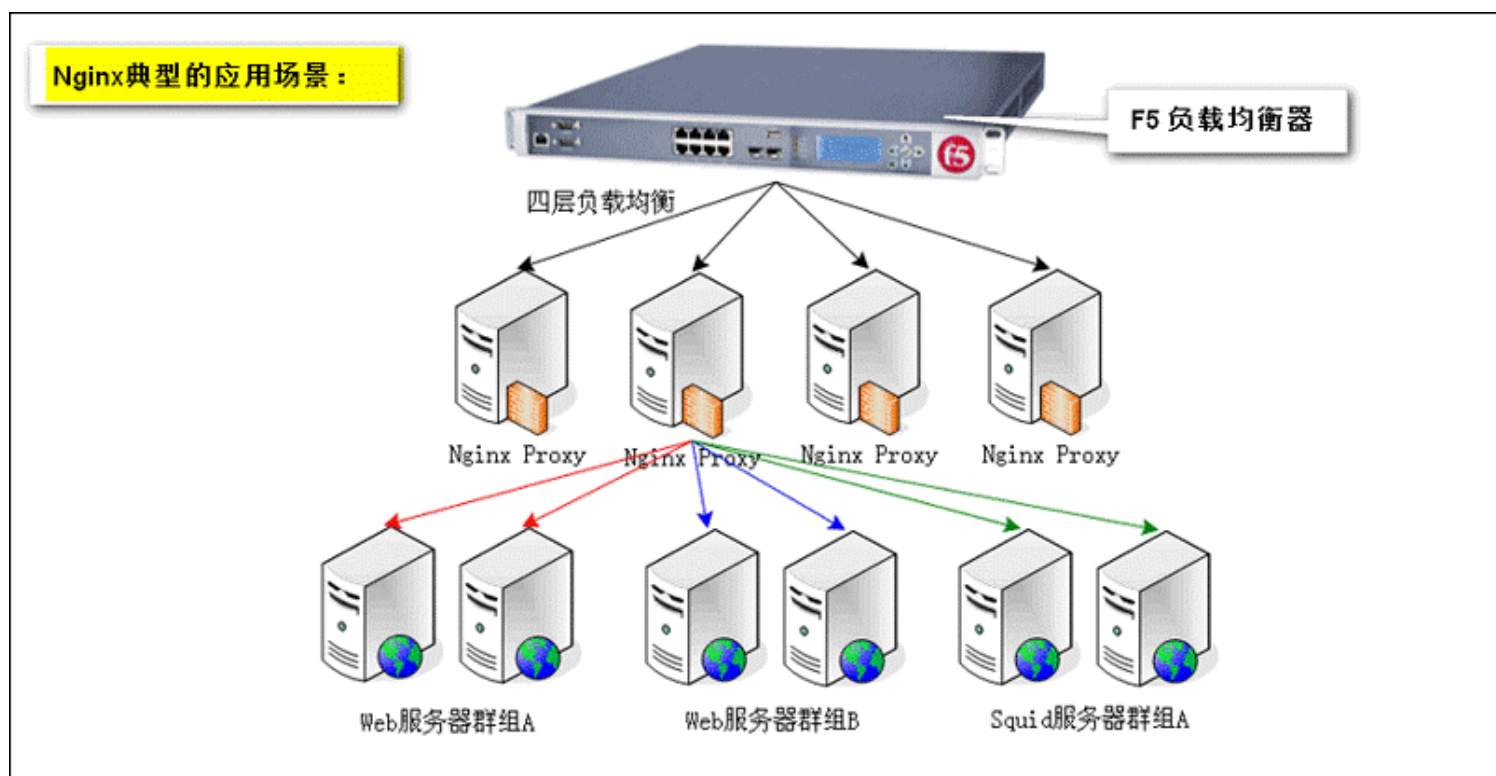 Nginx典型的应用场景：
F5 负载均衡器
f5
四层负载均衡
Nginx Proxy
Nginx Proxy
Nginx Proxy
Nginx Proxy
Web服务器群组A
Web服务器群组B
Squid服务器群组A